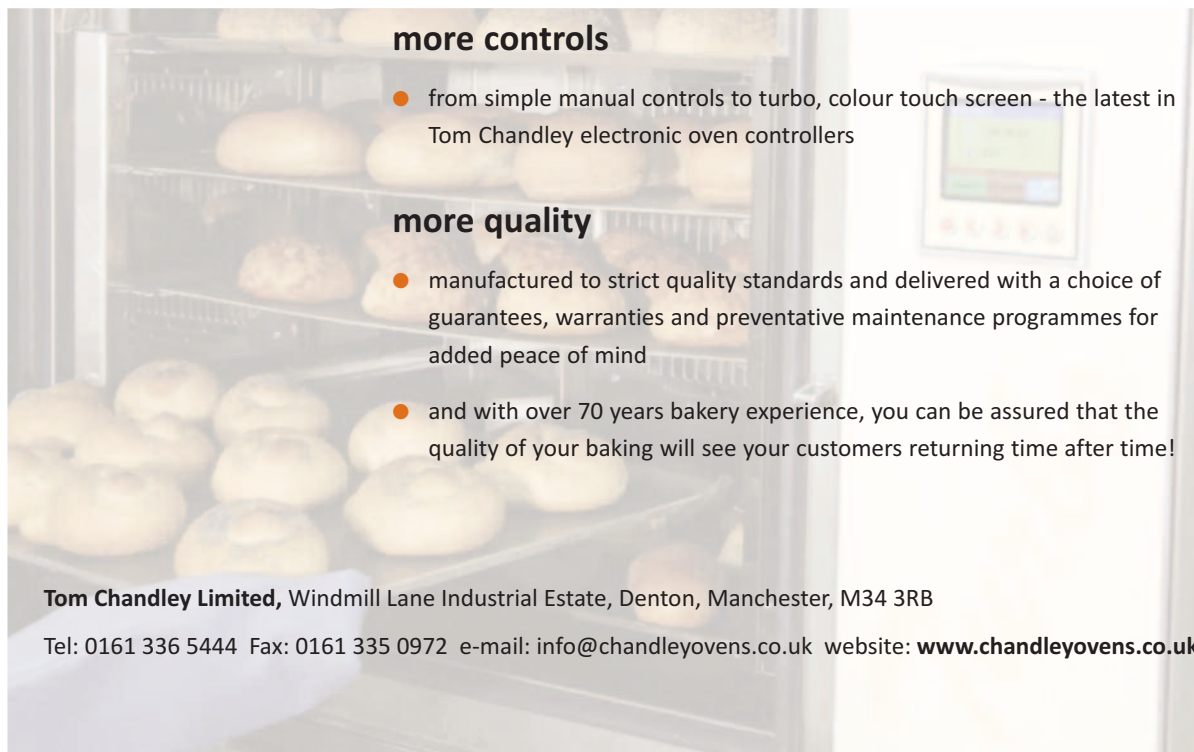 more controls
● from simple manual controls to turbo, colour touch screen - the latest in
Tom Chandley electronic oven controllers
more quality
● manufactured to strict quality standards and delivered with a choice of
guarantees, warranties and preventative maintenance programmes for
added peace of mind
● and with over 70 years bakery experience, you can be assured that the
quality of your baking will see your customers returning time after time!
Tom Chandley Limited, Windmill Lane Industrial Estate, Denton, Manchester, M34 3RB
Tel: 0161 336 5444 Fax: 0161 335 0972 e-mail: info@chandleyovens.co.uk website: www.chandleyovens.co.uk